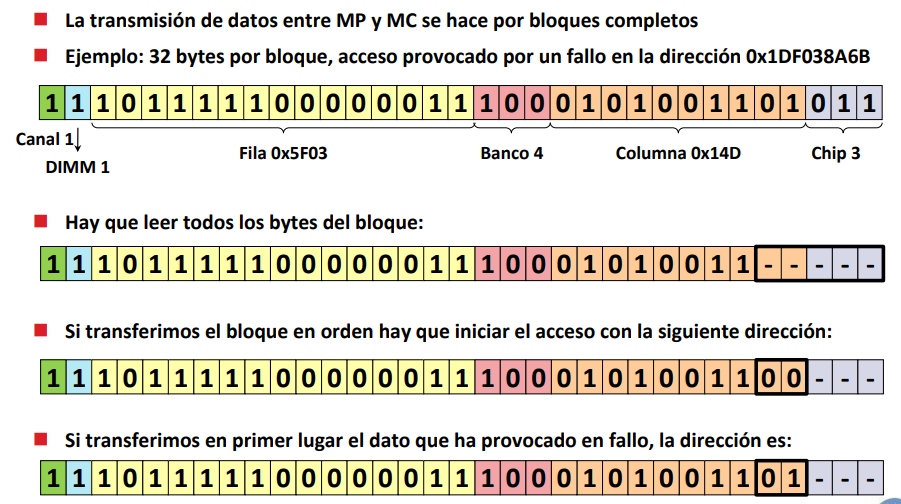 La transmisión de datos entre MP y MC se hace por bloques completos
Ejemplo: 32 bytes por bloque, acceso provocado por un fallo en la dirección 0x1DF038A6B
1 1 1 0 1 1 1 1 1 0 0 0 0 0 0 1 1 1 0 0 0 1 0 1 0 0 1 1 0 1 0 1 1
Canal 1
DIMM 1
Fila 0x5F03
Banco 4
Columna 0x14D
Chip 3
Hay que leer todos los bytes del bloque:
1 1 1 0 1 1 1 1 1 0 0 0 0 0 0 1 1 1 0 0 0 1 0 1 0 0 1 1 - - - - -
Si transferimos el bloque en orden hay que iniciar el acceso con la siguiente dirección:
1 1 1 0 1 1 1 1 1 0 0 0 0 0 0 1 1 1 0 0 0 1 0 1 0 0 1 1 0 0 - - -
Si transferimos en primer lugar el dato que ha provocado en fallo, la dirección es:
1 1 1 0 1 1 1 1 1 0 0 0 0 0 0 1 1 1 0 0 0 1 0 1 0 0 1 1 0 1 - - -